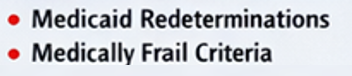 • Medicaid Redeterminations
• Medically Frail Criteria